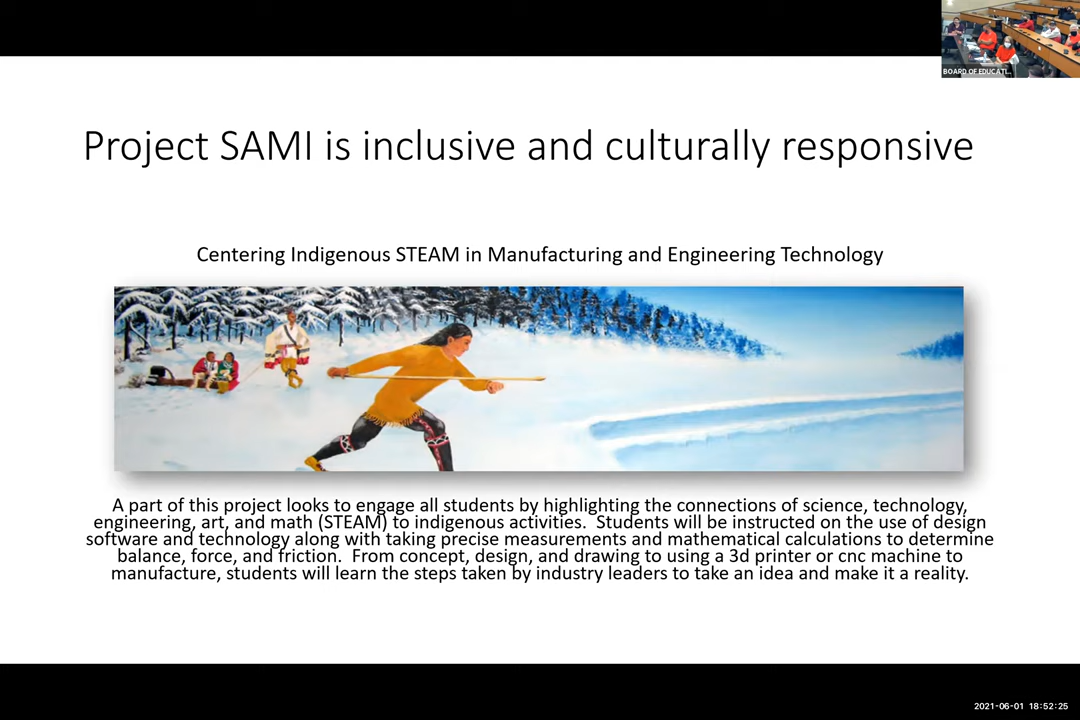 BOARD OF EDUCATI...
Project SAMI is inclusive and culturally responsive
Centering Indigenous STEAM in Manufacturing and Engineering Technology
A part of this project looks to engage all students by highlighting the connections of science, technology,
engineering, art, and math (STEAM) to indigenous activities.  Students will be instructed on the use of design
software and technology along with taking precise measurements and mathematical calculations to determine
balance, force, and friction.  From concept, design, and drawing to using a 3d printer or cnc machine to
manufacture, students will learn the steps taken by industry leaders to take an idea and make it a reality.
2021-06-01 18:52:25